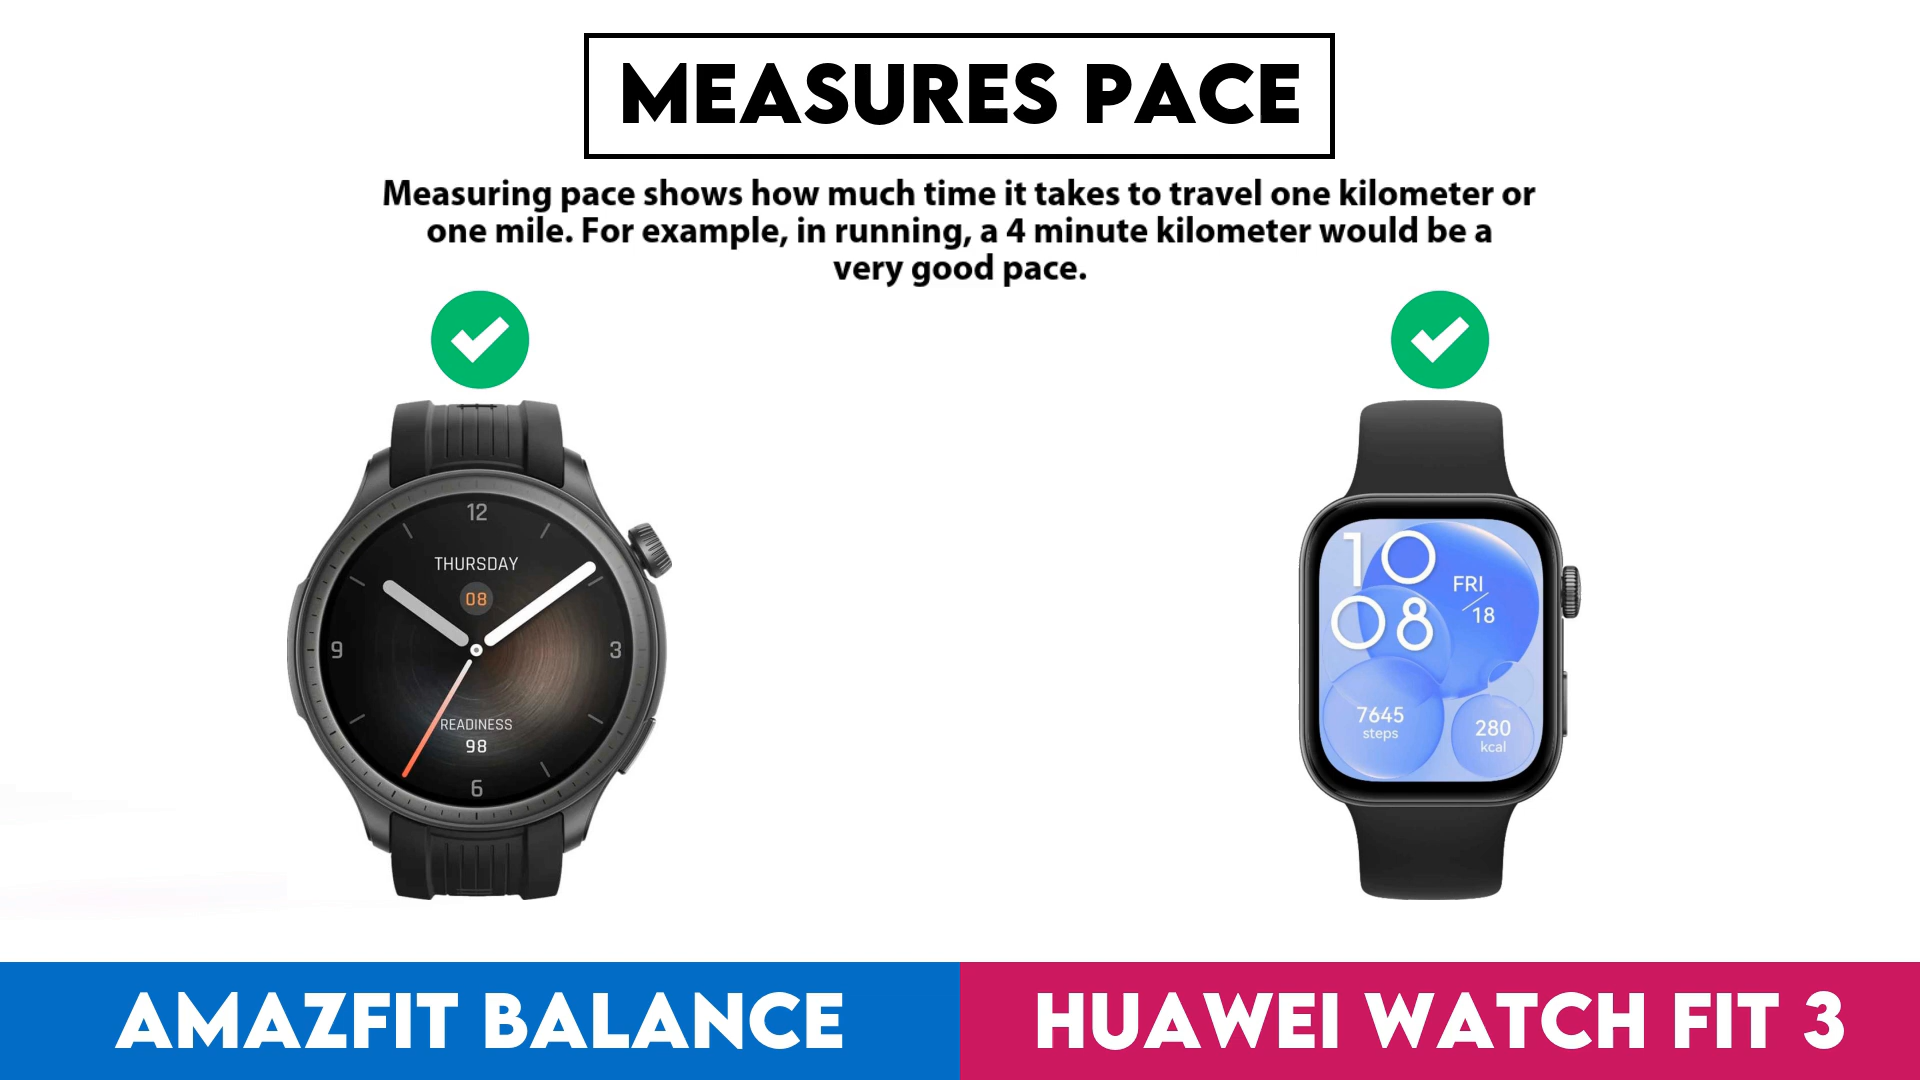 MEASURES PACE
Measuring pace shows how much time it takes to travel one kilometer or
one mile. For example, in running, a 4 minute kilometer would be a
very good pace.
12
THURSDAY
08
9
3
READINESS
98
6
10
08
FRI
18
7645
steps
280
kcal
AMAZFIT BALANCE
HUAWEI WATCH FIT 3